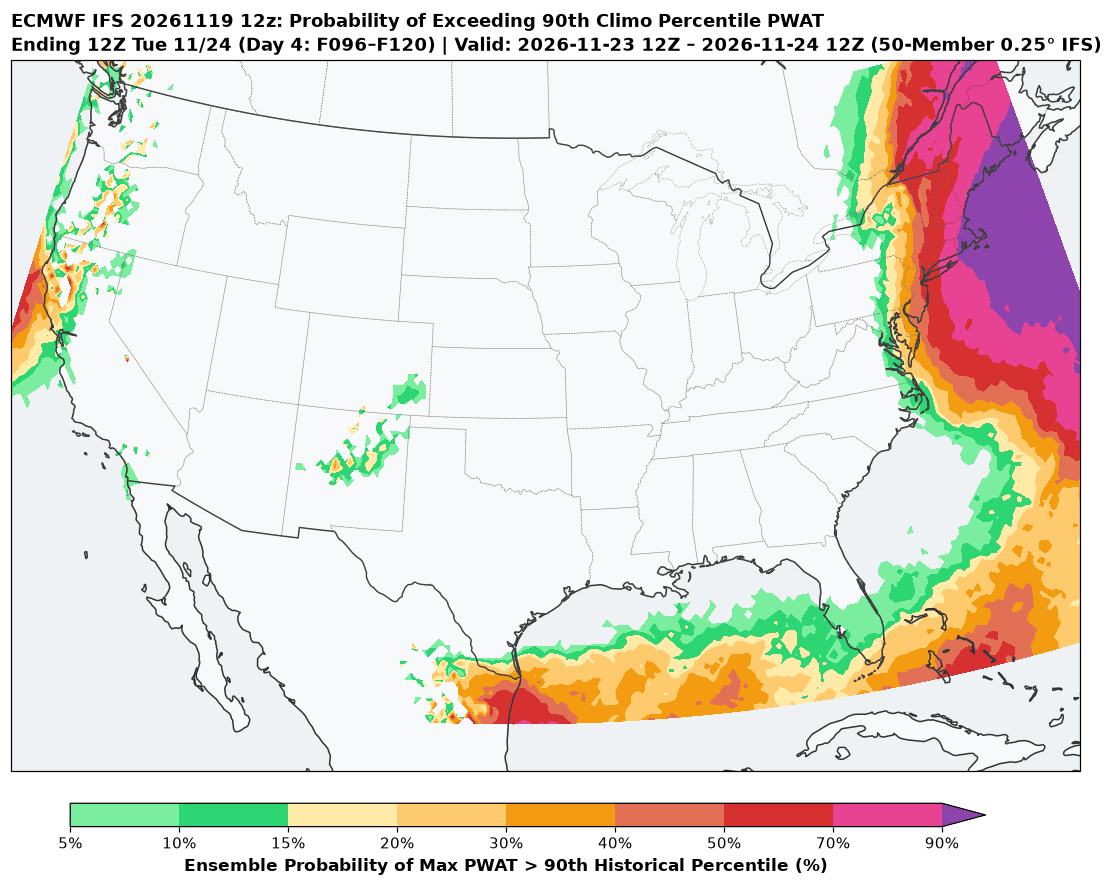 ECMWF IFS 20261119 12z: Probability of Exceeding 90th Climo Percentile PWAT
Ending 12Z Tue 11/24 (Day 4: F096–F120) | Valid: 2026-11-23 12Z – 2026-11-24 12Z (50-Member 0.25° IFS)
5% 10% 15% 20% 30% 40% 50% 70% 90%
Ensemble Probability of Max PWAT > 90th Historical Percentile (%)